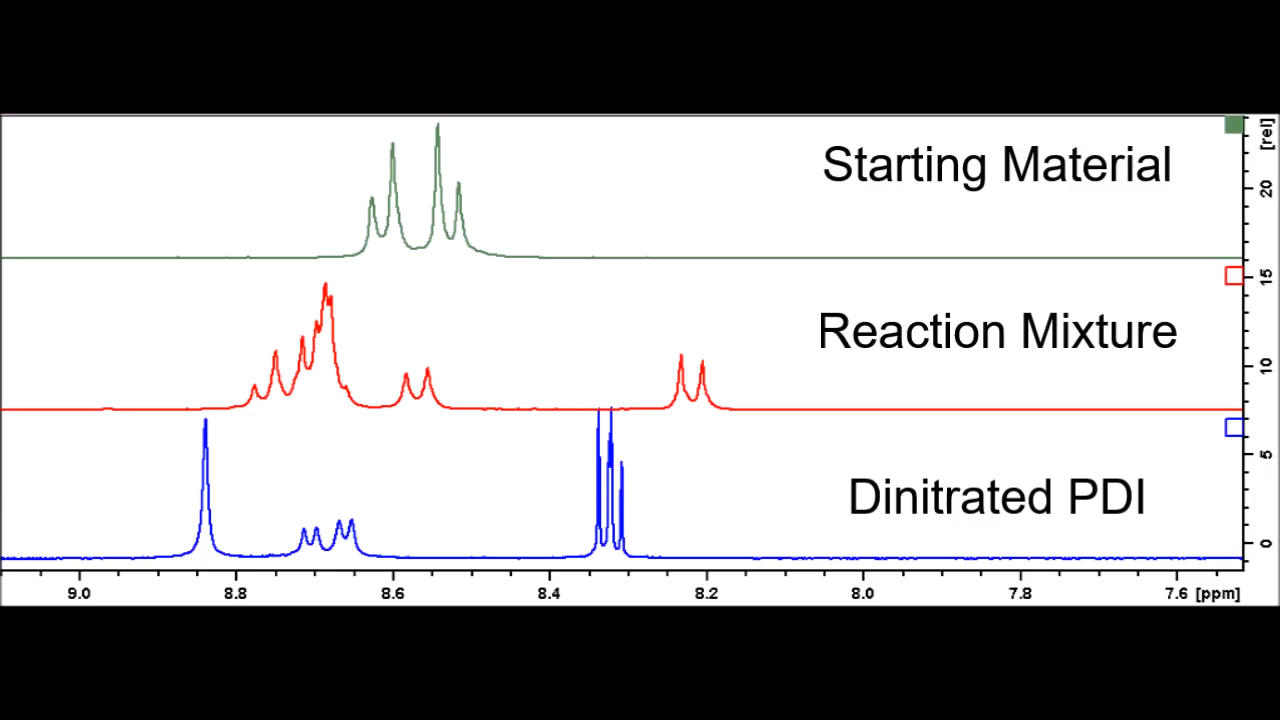 Starting Material
Reaction Mixture
Dinitrated PDI
[rel]
20
15
10
5
0
9.0 8.8 8.6 8.4 8.2 8.0 7.8 7.6 [ppm]